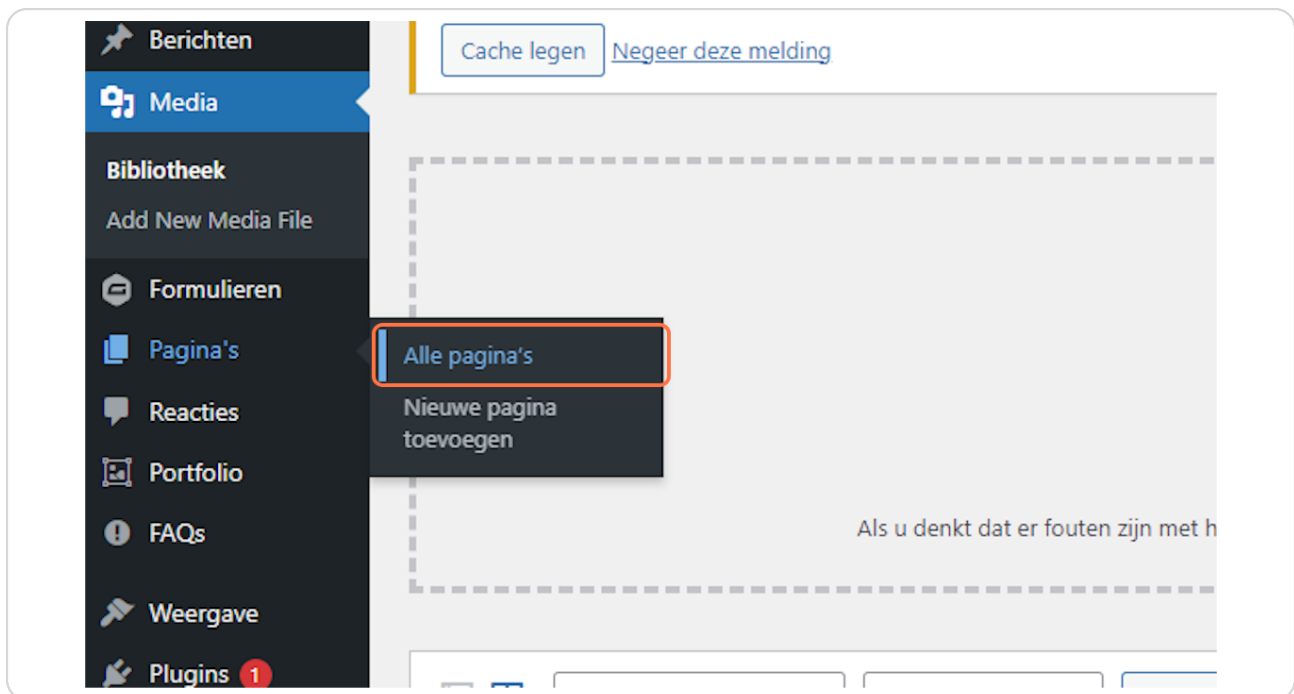 Berichten
Cache legen Negeer deze melding
Media
Bibliotheek
Add New Media File
Formulieren
Pagina's
Alle pagina's
Nieuwe pagina
toevoegen
Reacties
Portfolio
FAQs
Als u denkt dat er fouten zijn met h
Weergave
Plugins 1